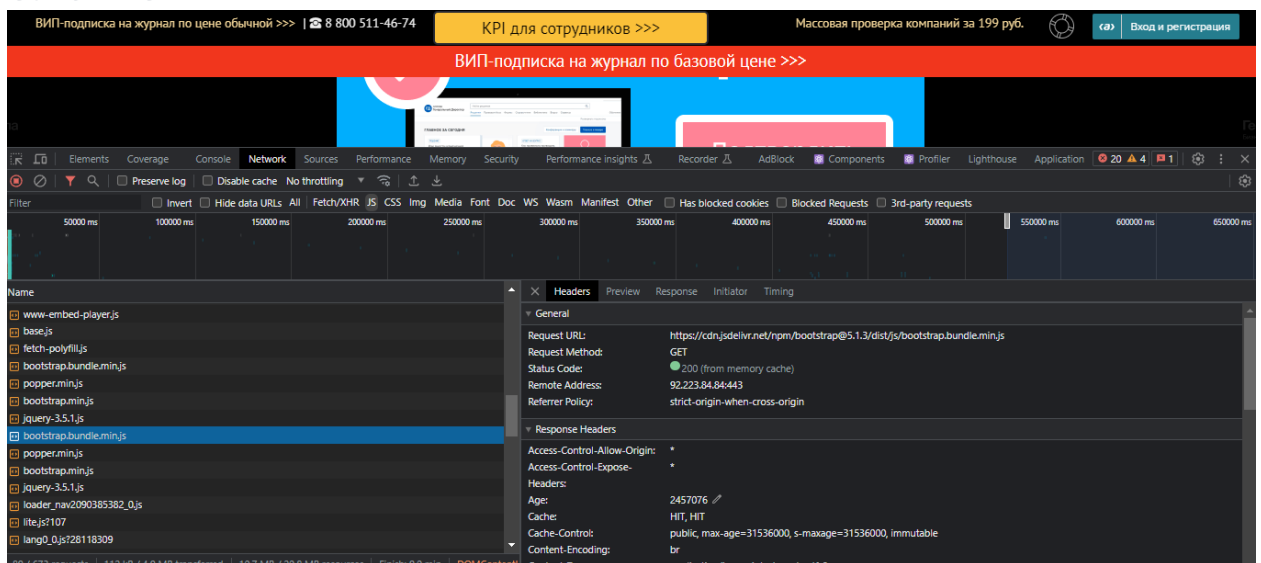 ВИП-подписка на журнал по цене обычной >>> | ☎ 8 800 511-46-74
KPI для сотрудников >>>
Массовая проверка компаний за 199 руб.
Вход и регистрация
ВИП-подписка на журнал по базовой цене >>>
Elements Coverage Console Network Sources Performance Memory Security Performance insights Recorder AdBlock Components Profiler Lighthouse Application 20 4 1
Preserve log Disable cache No throttling
Filter Invert Hide data URLs All Fetch/XHR JS CSS Img Media Font Doc WS Wasm Manifest Other Has blocked cookies Blocked Requests 3rd-party requests
50000 ms 100000 ms 150000 ms 200000 ms 250000 ms 300000 ms 350000 ms 400000 ms 450000 ms 500000 ms 550000 ms 600000 ms 650000 ms
Name
www-embed-player.js
base.js
fetch-polyfill.js
bootstrap.bundle.min.js
popper.min.js
bootstrap.min.js
jquery-3.5.1.js
bootstrap.bundle.min.js
popper.min.js
bootstrap.min.js
jquery-3.5.1.js
loader_nav2090385382_0.js
lite.js?107
lang0_0.js?28118309
Headers Preview Response Initiator Timing
General
Request URL: https://cdn.jsdelivr.net/npm/bootstrap@5.1.3/dist/js/bootstrap.bundle.min.js
Request Method: GET
Status Code: 200 (from memory cache)
Remote Address: 92.223.84.84:443
Referrer Policy: strict-origin-when-cross-origin
Response Headers
Access-Control-Allow-Origin: *
Access-Control-Expose- *
Headers:
Age: 2457076
Cache: HIT, HIT
Cache-Control: public, max-age=31536000, s-maxage=31536000, immutable
Content-Encoding: br